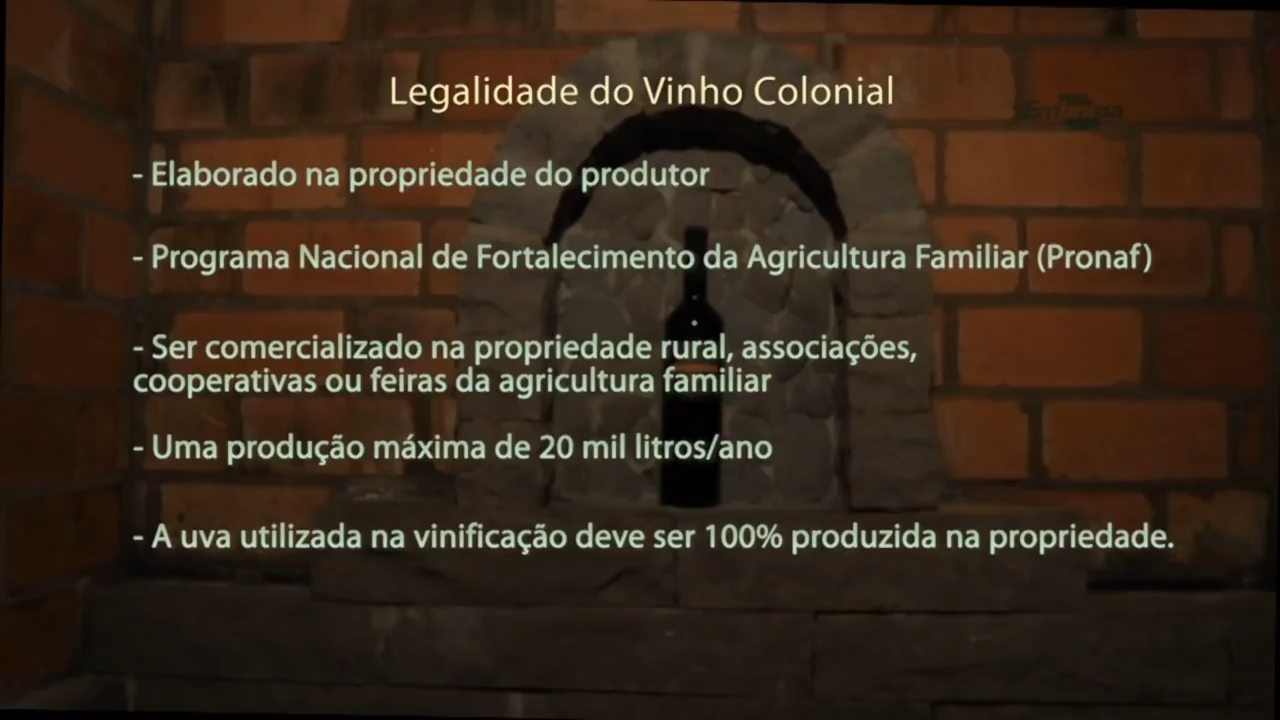 Legalidade do Vinho Colonial
Embrapa
- Elaborado na propriedade do produtor
- Programa Nacional de Fortalecimento da Agricultura Familiar (Pronaf)
- Ser comercializado na propriedade rural, associações,
cooperativas ou feiras da agricultura familiar
- Uma produção máxima de 20 mil litros/ano
- A uva utilizada na vinificação deve ser 100% produzida na propriedade.